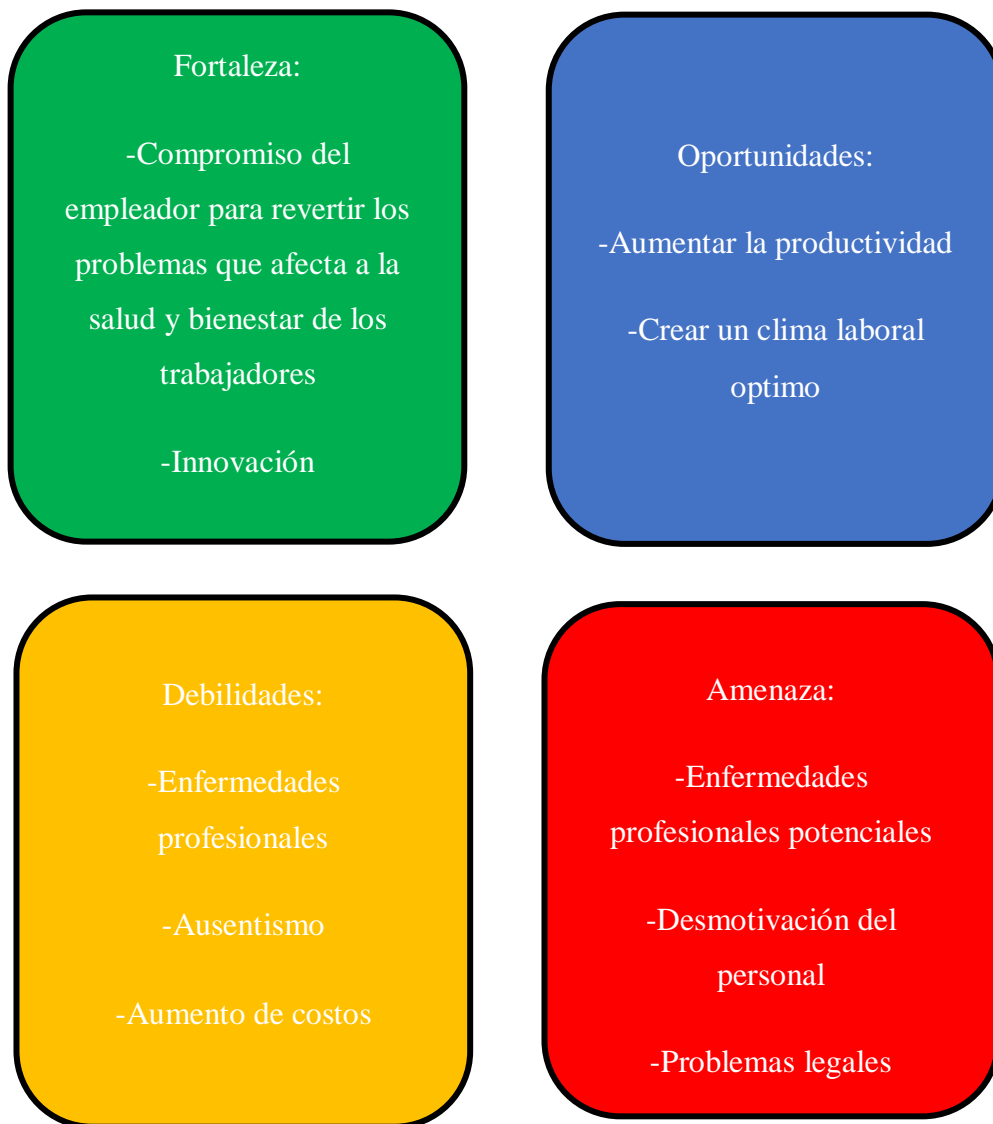 Fortaleza:
-Compromiso del
empleador para revertir los
problemas que afecta a la
salud y bienestar de los
trabajadores
-Innovación
Oportunidades:
-Aumentar la productividad
-Crear un clima laboral
optimo
Debilidades:
-Enfermedades
profesionales
-Ausentismo
-Aumento de costos
Amenaza:
-Enfermedades
profesionales potenciales
-Desmotivación del
personal
-Problemas legales